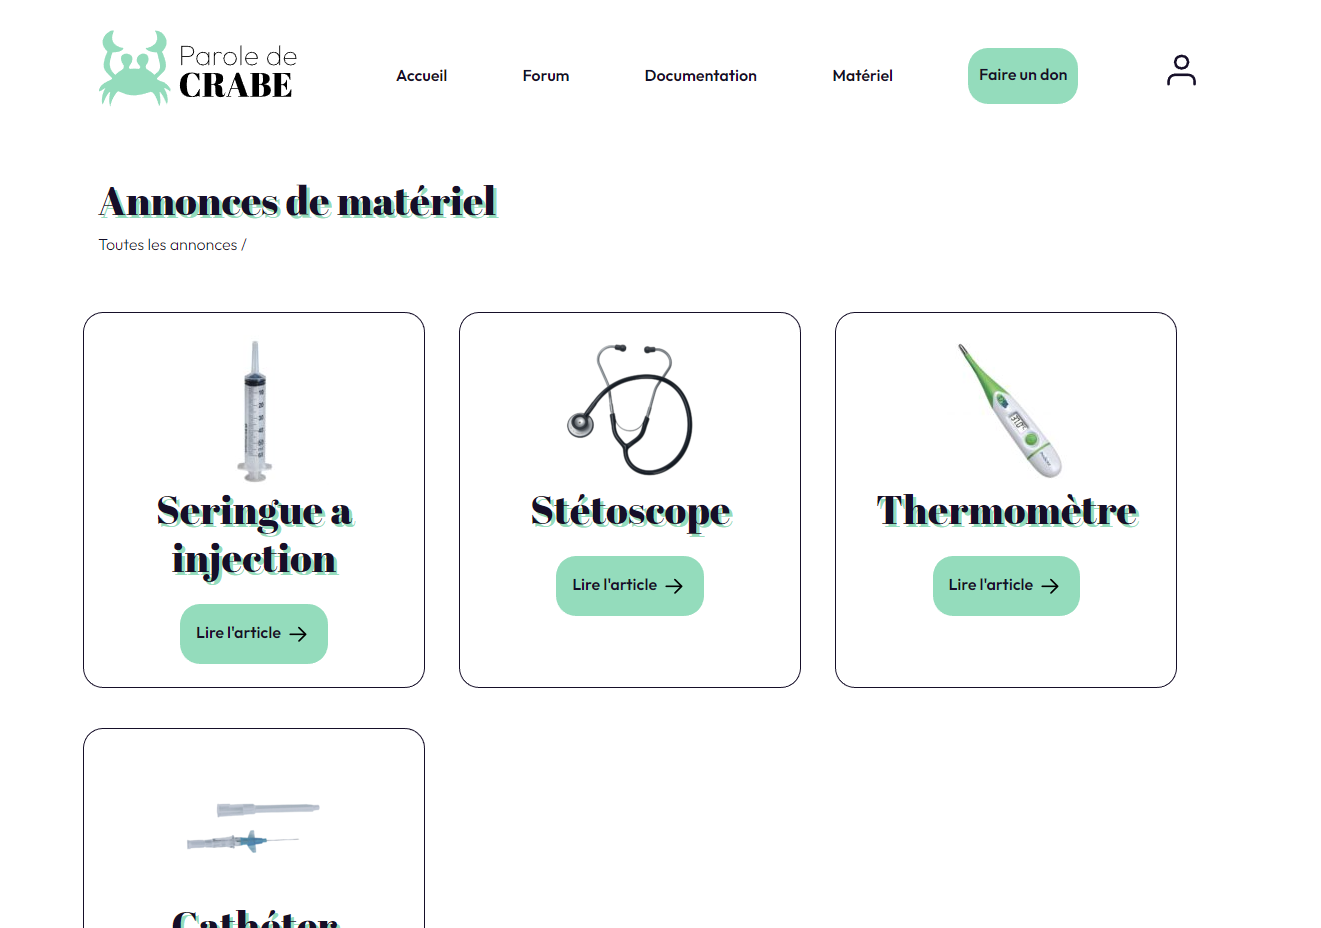 Parole de
CRABE
Accueil
Forum
Documentation
Matériel
Faire un don
Annonces de matériel
Toutes les annonces /
Seringue a
injection
Lire l'article
Stétoscope
Lire l'article
Thermomètre
Lire l'article
Cathéter